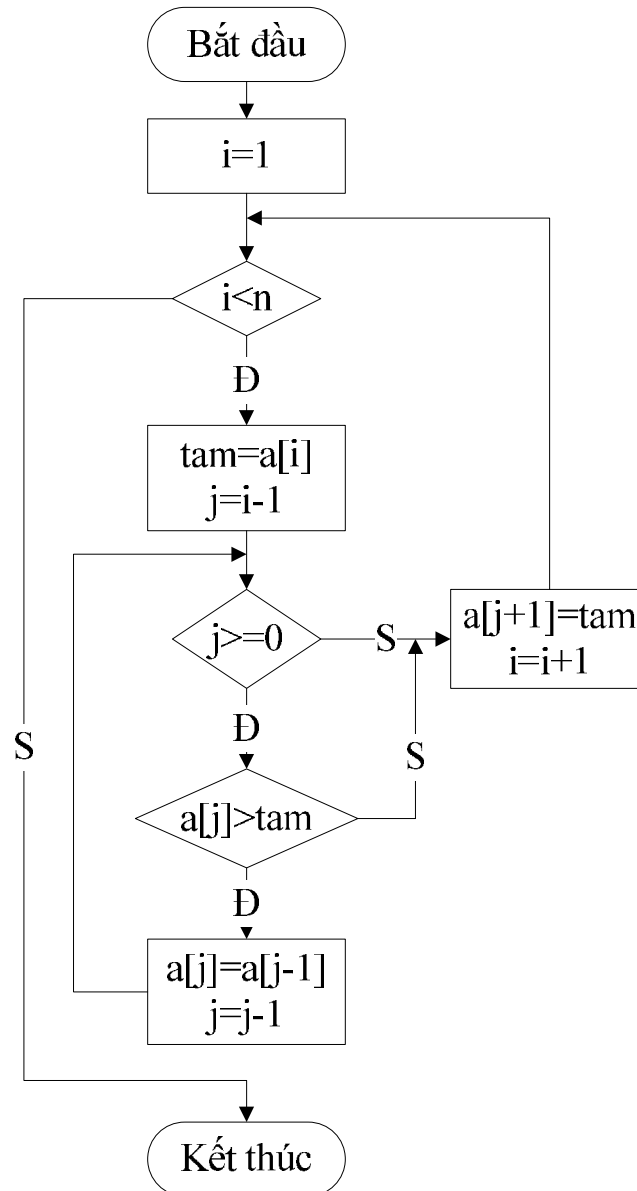 Bắt đầu
i=1
i<n
Đ
tam=a[i]
j=i-1
j>=0
S
a[j+1]=tam
i=i+1
Đ
S
S
a[j]>tam
Đ
a[j]=a[j-1]
j=j-1
Kết thúc